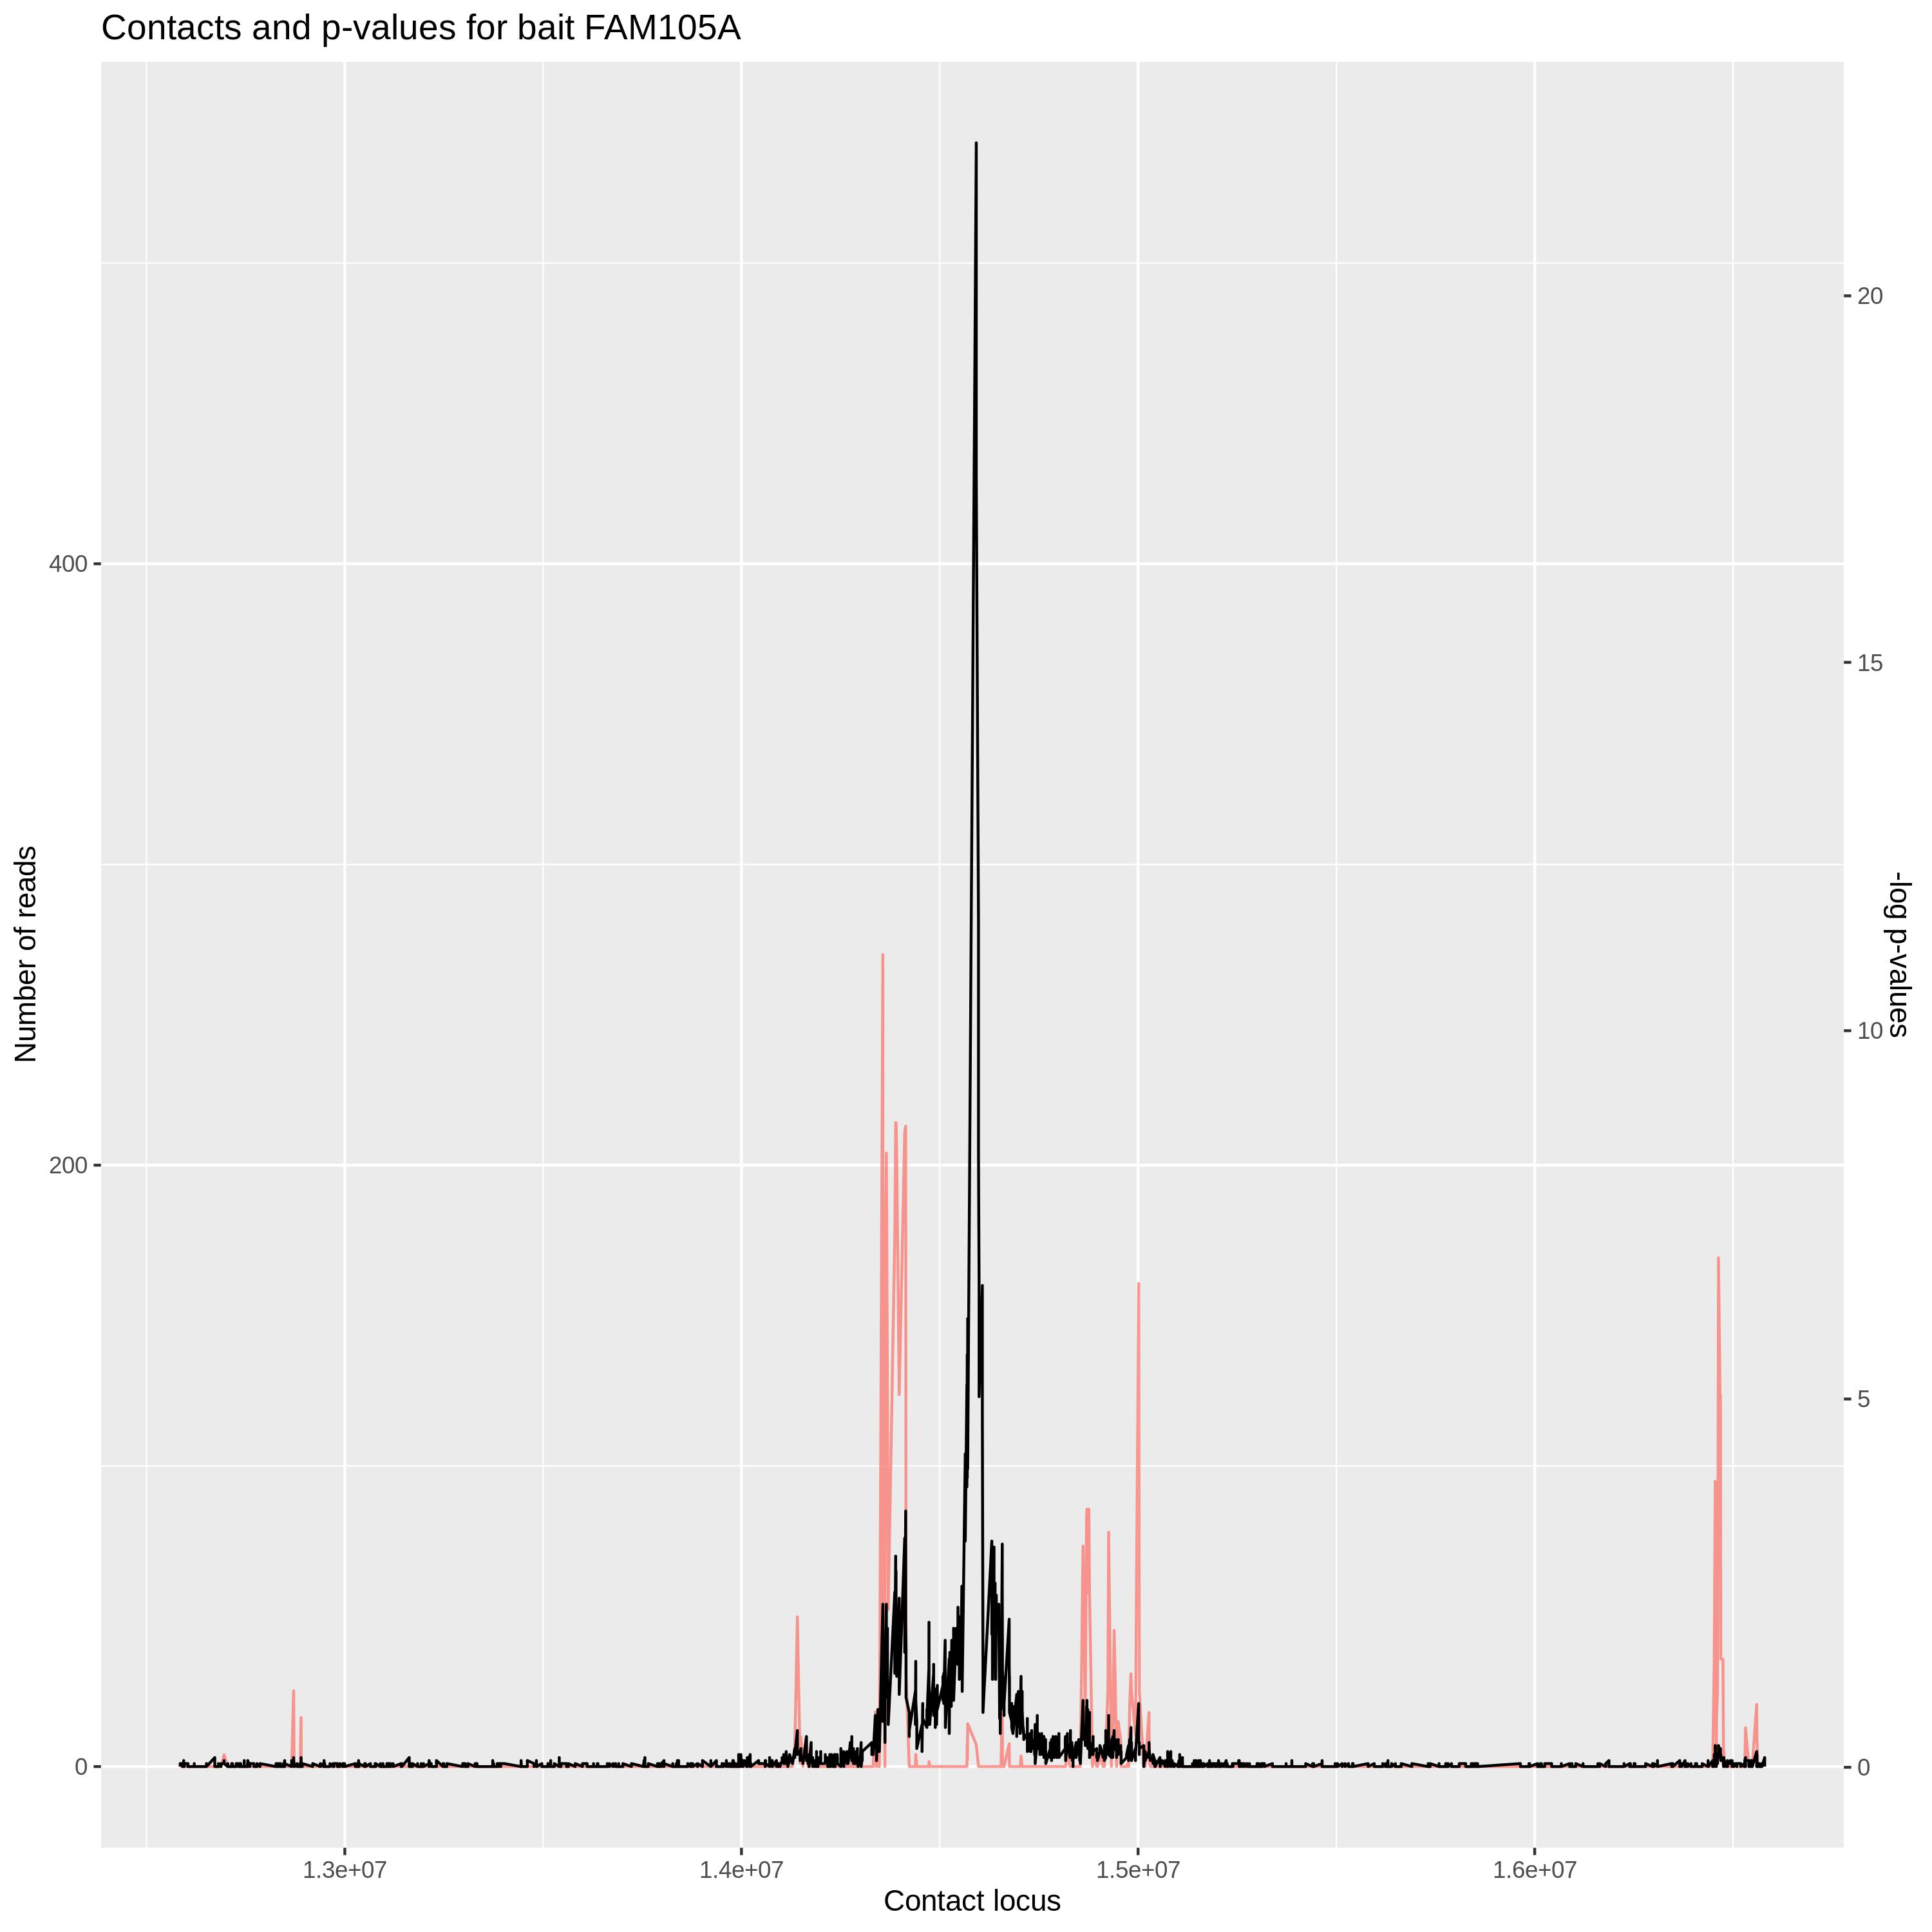 Contacts and p-values for bait FAM105A
Number of reads
400
200
0
20
15
10
5
0
-log p-values
1.3e+07
1.4e+07
1.5e+07
1.6e+07
Contact locus